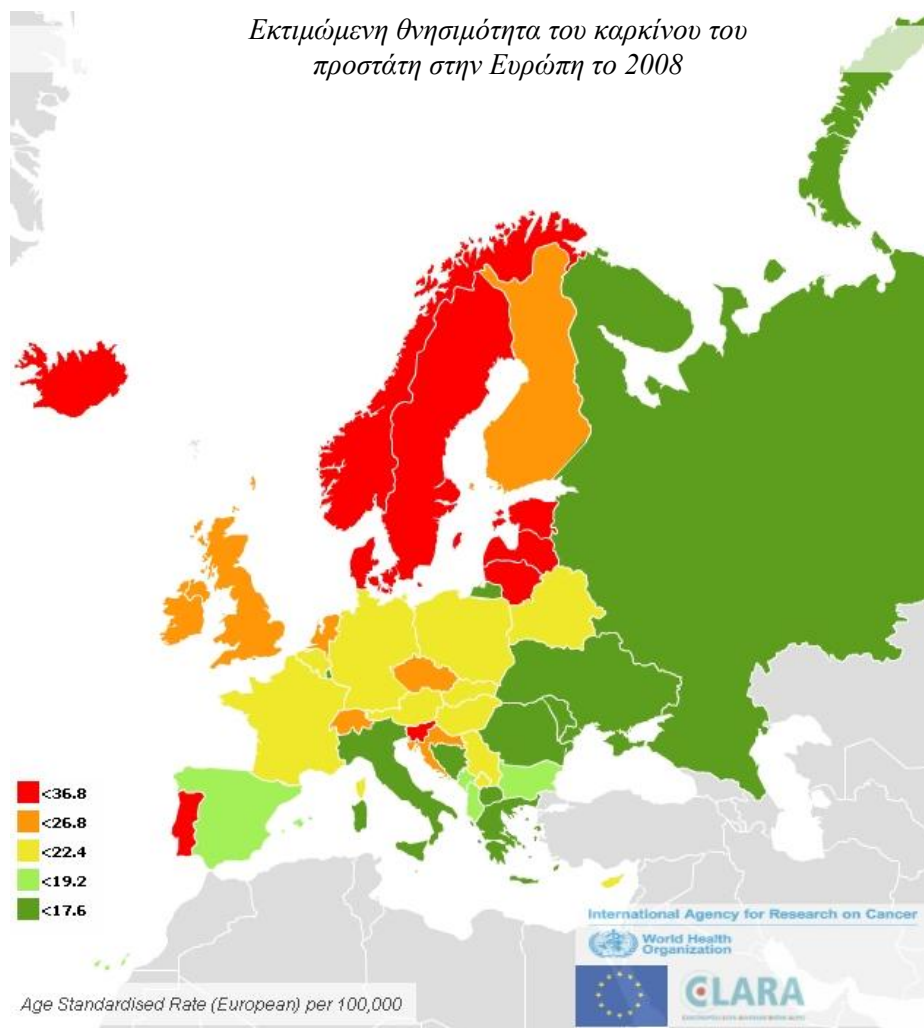 Εκτιμώμενη θνησιμότητα του καρκίνου του
προστάτη στην Ευρώπη το 2008
<36.8
<26.8
<22.4
<19.2
<17.6
International Agency for Research on Cancer
World Health
Organization
CLARA
Age Standardised Rate (European) per 100,000